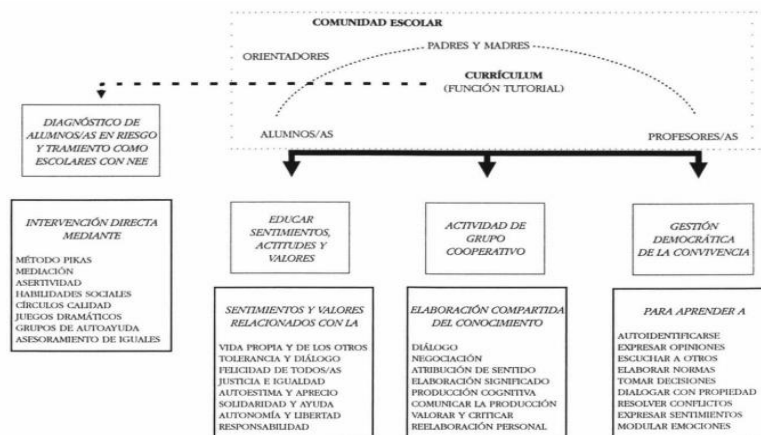 COMUNIDAD ESCOLAR
PADRES Y MADRES
ORIENTADORES
CURRÍCULUM
(FUNCIÓN TUTORIAL)
ALUMNOS/AS
PROFESORES/AS
DIAGNÓSTICO DE
ALUMNOS/AS EN RIESGO
Y TRAMIENTO COMO
ESCOLARES CON NEE
INTERVENCIÓN DIRECTA
MEDIANTE
MÉTODO PIKAS
MEDIACIÓN
ASERTIVIDAD
HABILIDADES SOCIALES
CÍRCULOS CALIDAD
JUEGOS DRAMÁTICOS
GRUPOS DE AUTOAYUDA
ASESORAMIENTO DE IGUALES
EDUCAR
SENTIMIENTOS,
ACTITUDES Y
VALORES
SENTIMIENTOS Y VALORES
RELACIONADOS CON LA
VIDA PROPIA Y DE LOS OTROS
TOLERANCIA Y DIÁLOGO
FELICIDAD DE TODOS/AS
JUSTICIA E IGUALDAD
AUTOESTIMA Y APRECIO
SOLIDARIDAD Y AYUDA
AUTONOMÍA Y LIBERTAD
RESPONSABILIDAD
ACTIVIDAD DE
GRUPO
COOPERATIVO
ELABORACIÓN COMPARTIDA
DEL CONOCIMIENTO
DIÁLOGO
NEGOCIACIÓN
ATRIBUCIÓN DE SENTIDO
ELABORACIÓN SIGNIFICADO
PRODUCCIÓN COGNITIVA
COMUNICAR LA PRODUCCIÓN
VALORAR Y CRITICAR
REELABORACIÓN PERSONAL
GESTIÓN
DEMOCRÁTICA
DE LA CONVIVENCIA
PARA APRENDER A
AUTOIDENTIFICARSE
EXPRESAR OPINIONES
ESCUCHAR A OTROS
ELABORAR NORMAS
TOMAR DECISIONES
DIALOGAR CON PROPIEDAD
RESOLVER CONFLICTOS
EXPRESAR SENTIMIENTOS
MODULAR EMOCIONES